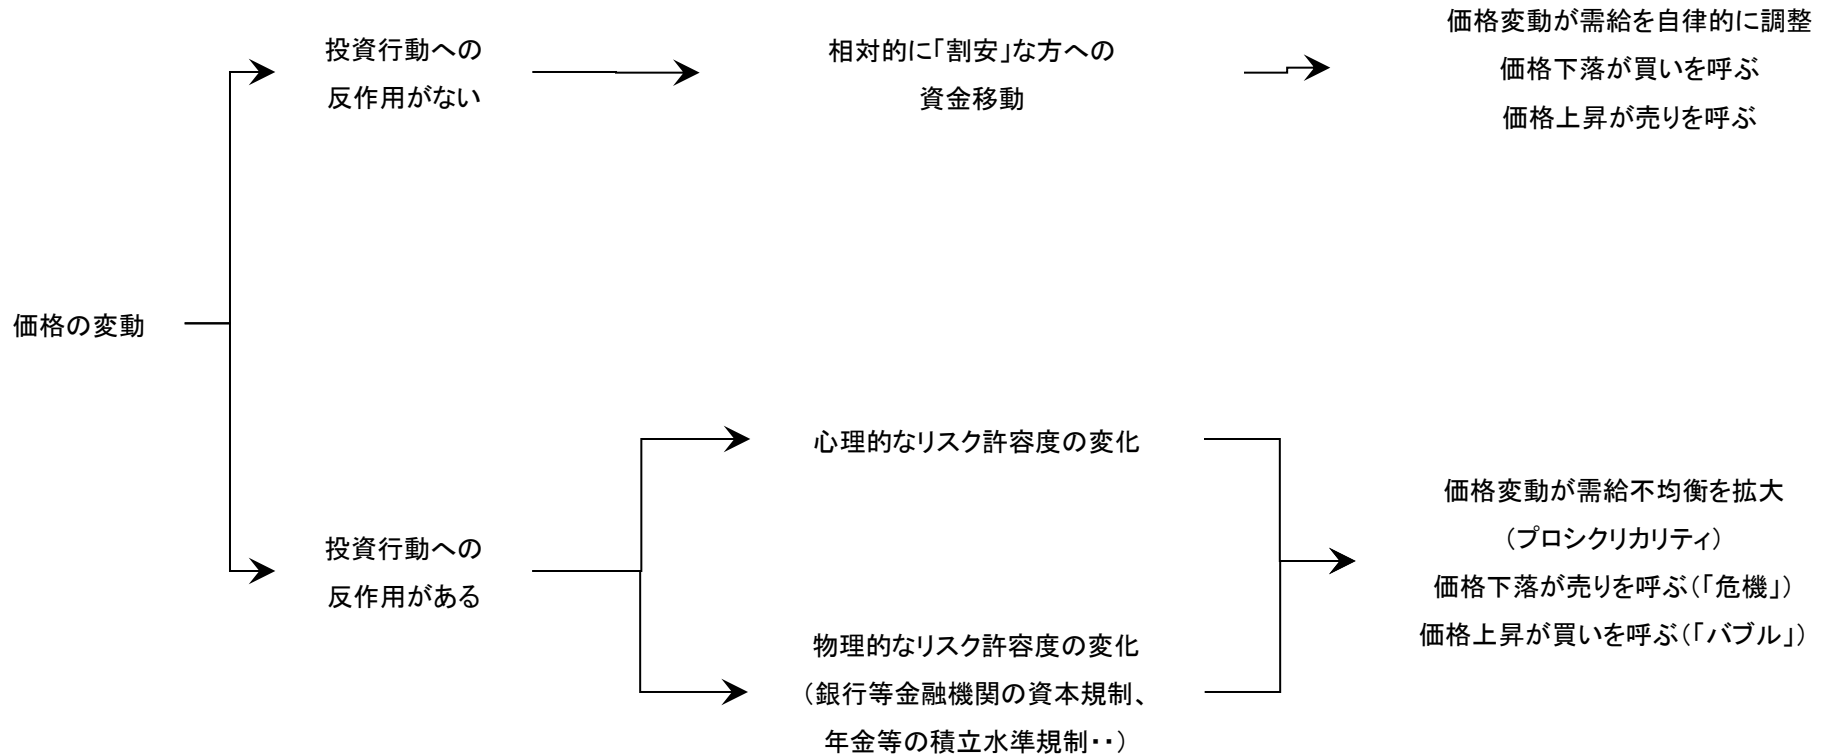 価格の変動
投資行動への
反作用がない
相対的に「割安」な方への
資金移動
価格変動が需給を自律的に調整
価格下落が買いを呼ぶ
価格上昇が売りを呼ぶ
投資行動への
反作用がある
心理的なリスク許容度の変化
物理的なリスク許容度の変化
（銀行等金融機関の資本規制、
年金等の積立水準規制・・）
価格変動が需給不均衡を拡大
（プロシクリカリティ）
価格下落が売りを呼ぶ（「危機」）
価格上昇が買いを呼ぶ（「バブル」）